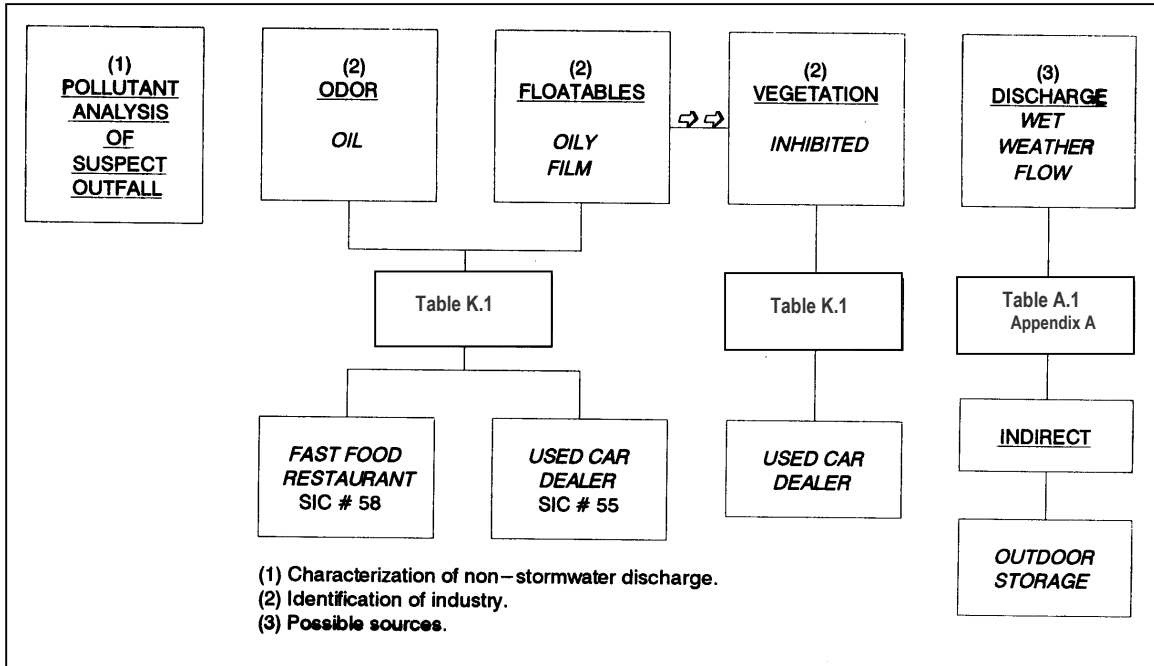 (1)
POLLUTANT
ANALYSIS
OF
SUSPECT
OUTFALL
(2)
ODOR
OIL
(2)
FLOATABLES
OILY
FILM
(2)
VEGETATION
INHIBITED
(3)
DISCHARGE
WET
WEATHER
FLOW
Table K.1
Table K.1
Table A.1
Appendix A
FAST FOOD
RESTAURANT
SIC # 58
USED CAR
DEALER
SIC # 55
USED CAR
DEALER
INDIRECT
OUTDOOR
STORAGE
(1) Characterization of non-stormwater discharge.
(2) Identification of industry.
(3) Possible sources.